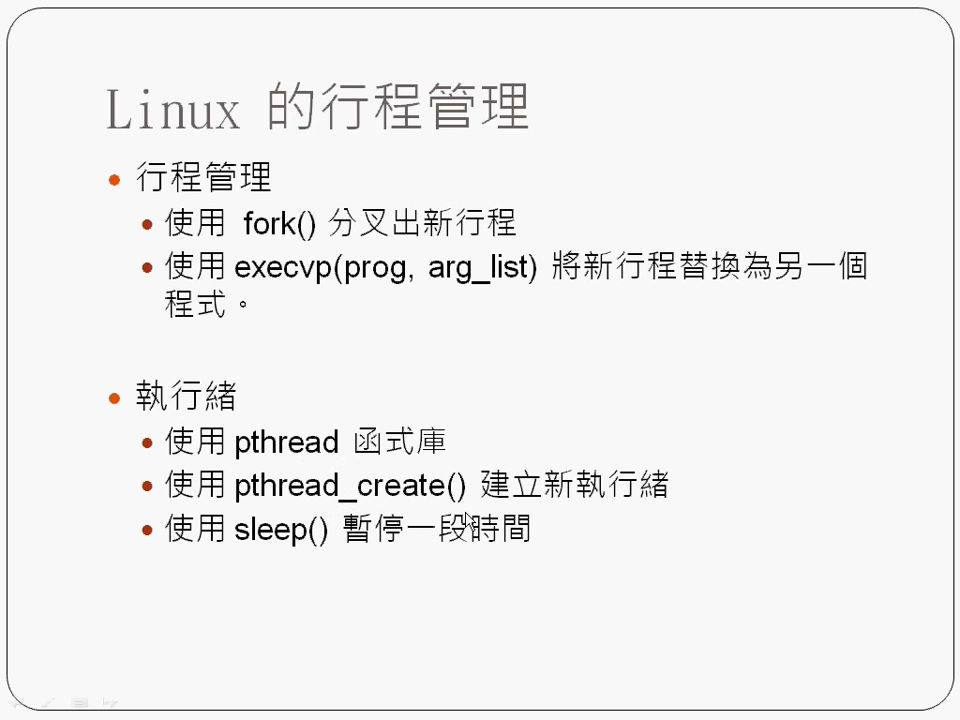 Linux 的行程管理
行程管理
使用 fork() 分叉出新行程
使用 execvp(prog, arg_list) 將新行程替換為另一個
程式。
執行緒
使用 pthread 函式庫
使用 pthread_create() 建立新執行緒
使用 sleep() 暫停一段時間